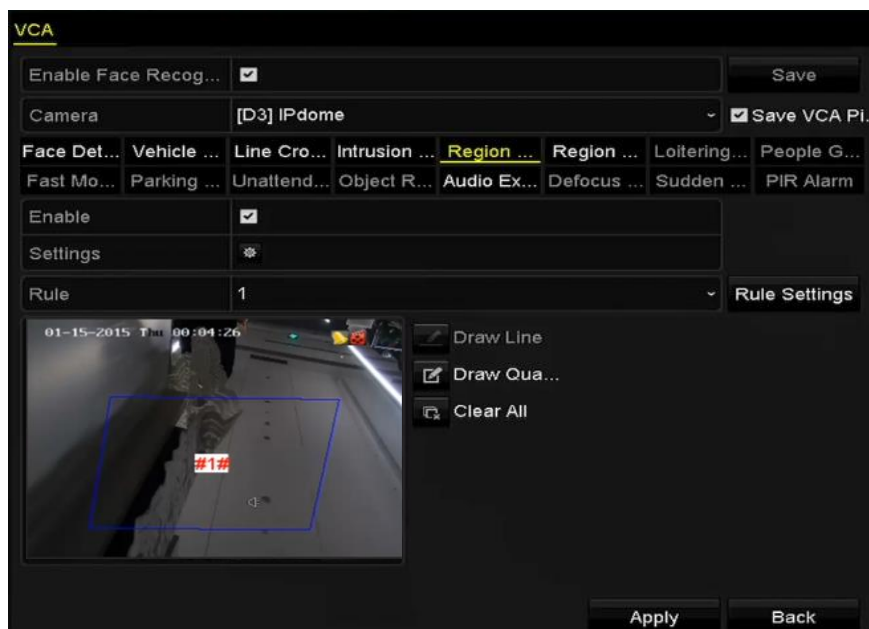 VCA
Enable Face Recog... Save
Camera [D3] IPdome Save VCA Pi.
Face Det... Vehicle ... Line Cro... Intrusion ... Region ... Region ... Loitering... People G...
Fast Mo... Parking ... Unattend... Object R... Audio Ex... Defocus ... Sudden ... PIR Alarm
Enable
Settings
Rule 1 Rule Settings
01-15-2015 Thu 00:04:26
Draw Line
Draw Qua...
Clear All
#1#
Apply Back